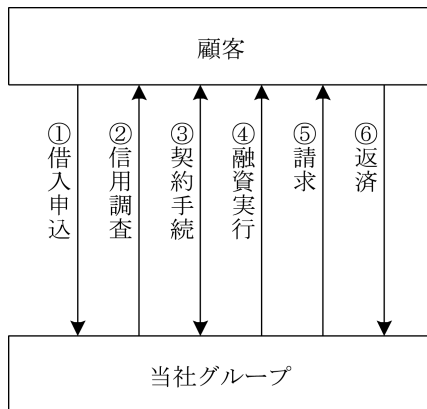 顧客
①借入申込
②信用調査
③契約手続
④融資実行
⑤請求
⑥返済
当社グループ